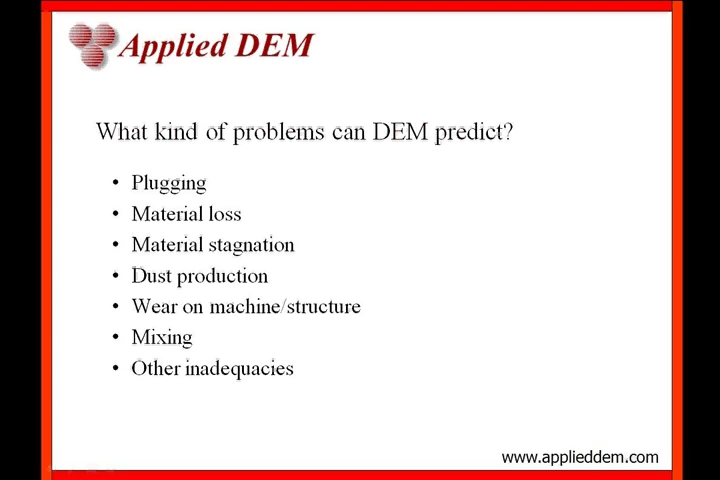 Applied DEM
What kind of problems can DEM predict?
• Plugging
• Material loss
• Material stagnation
• Dust production
• Wear on machine/structure
• Mixing
• Other inadequacies
www.applieddem.com